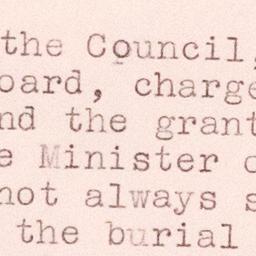 the Council,
oard, charge
nd the grant
e Minister o
not always s
the burial